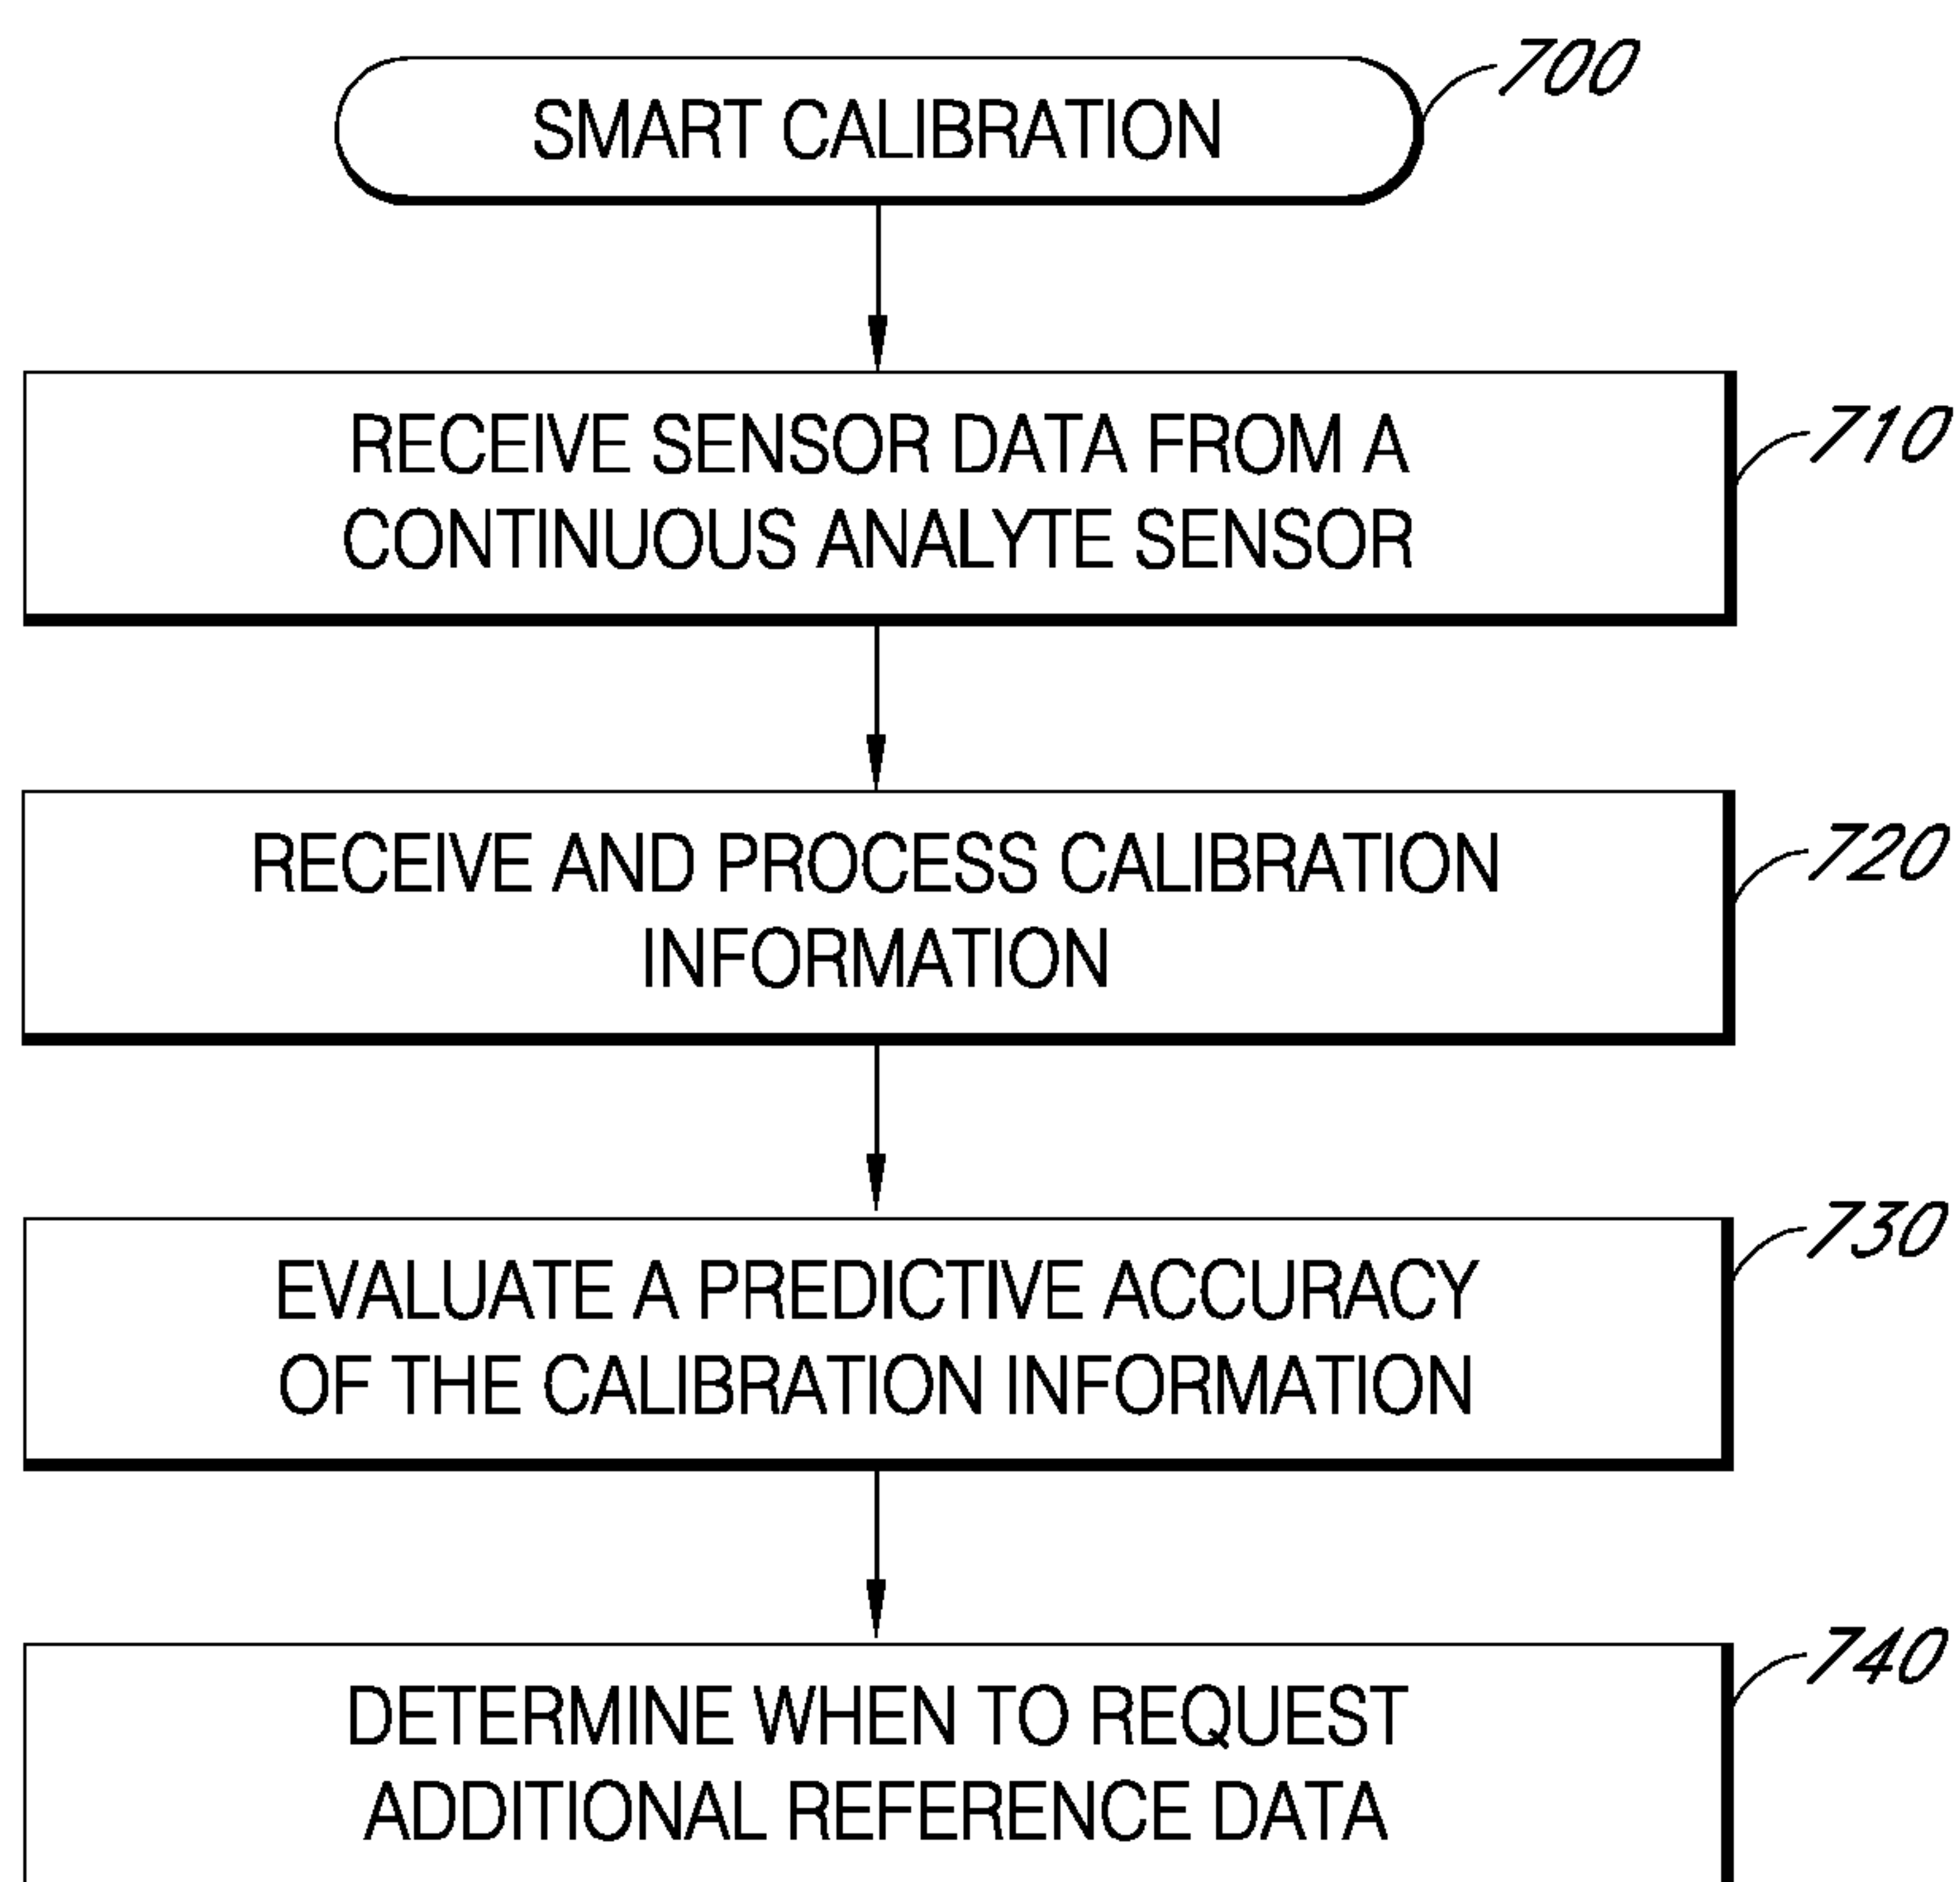 SMART CALIBRATION
700
RECEIVE SENSOR DATA FROM A
CONTINUOUS ANALYTE SENSOR
710
RECEIVE AND PROCESS CALIBRATION
INFORMATION
720
EVALUATE A PREDICTIVE ACCURACY
OF THE CALIBRATION INFORMATION
730
DETERMINE WHEN TO REQUEST
ADDITIONAL REFERENCE DATA
740